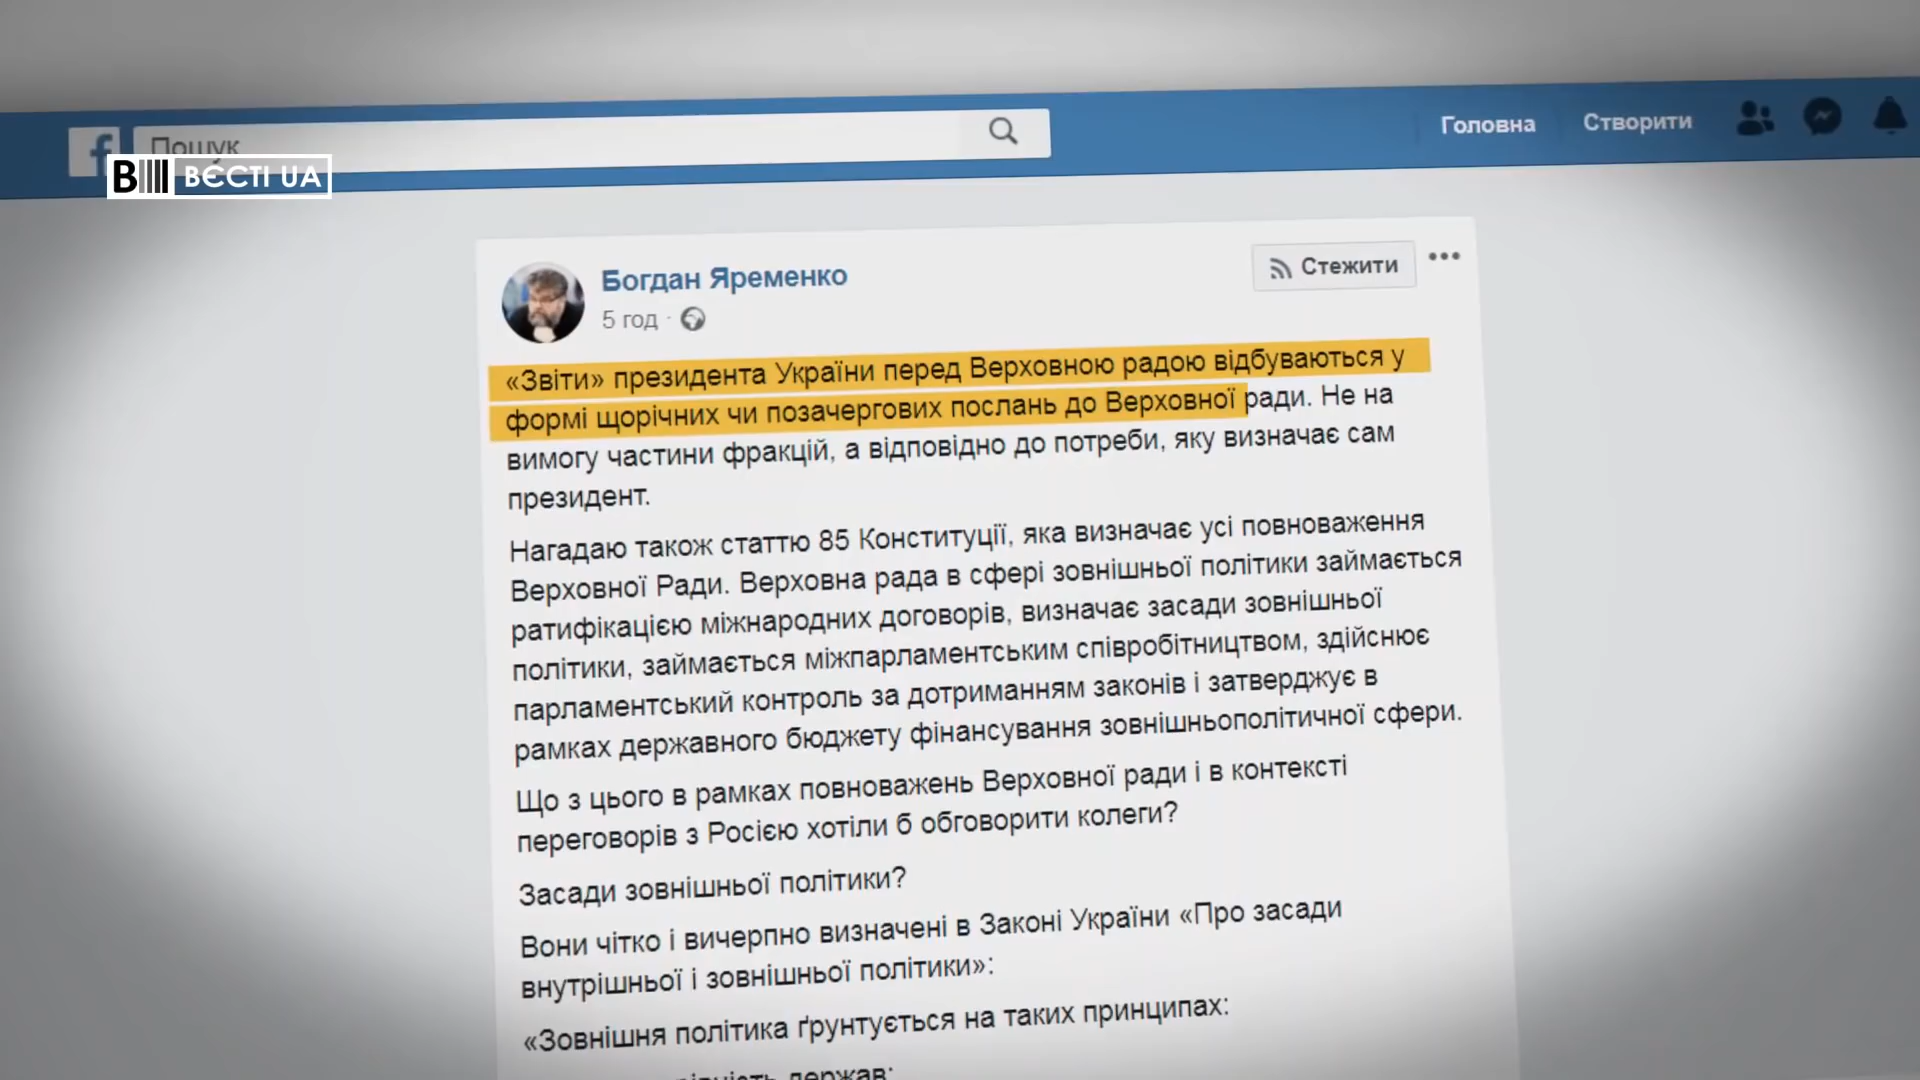 Пошук
Головна
Створити
В
ВЄСТІ UA
Богдан Яременко
5 год ·
Стежити
«Звіти» президента України перед Верховною радою відбуваються у
формі щорічних чи позачергових послань до Верховної ради. Не на
вимогу частини фракцій, а відповідно до потреби, яку визначає сам
президент.
Нагадаю також статтю 85 Конституції, яка визначає усі повноваження
Верховної Ради. Верховна рада в сфері зовнішньої політики займається
ратифікацією міжнародних договорів, визначає засади зовнішньої
політики, займається міжпарламентським співробітництвом, здійснює
парламентський контроль за дотриманням законів і затверджує в
рамках державного бюджету фінансування зовнішньополітичної сфери.
Що з цього в рамках повноважень Верховної ради і в контексті
переговорів з Росією хотіли б обговорити колеги?
Засади зовнішньої політики?
Вони чітко і вичерпно визначені в Законі України «Про засади
внутрішньої і зовнішньої політики»:
«Зовнішня політика ґрунтується на таких принципах:
держав;